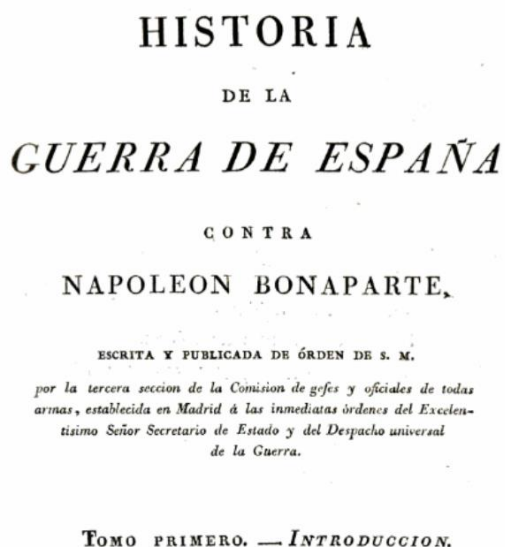 HISTORIA
DE LA
GUERRA DE ESPAÑA
CONTRA
NAPOLEON BONAPARTE,
ESCRITA Y PUBLICADA DE ÓRDEN DE S. M.
por la tercera seccion de la Comision de gefes y oficiales de todas
armas, establecida en Madrid á las inmediatas órdenes del Excelen-
tisimo Señor Secretario de Estado y del Despacho universal
de la Guerra.
TOMO PRIMERO. — INTRODUCCION.